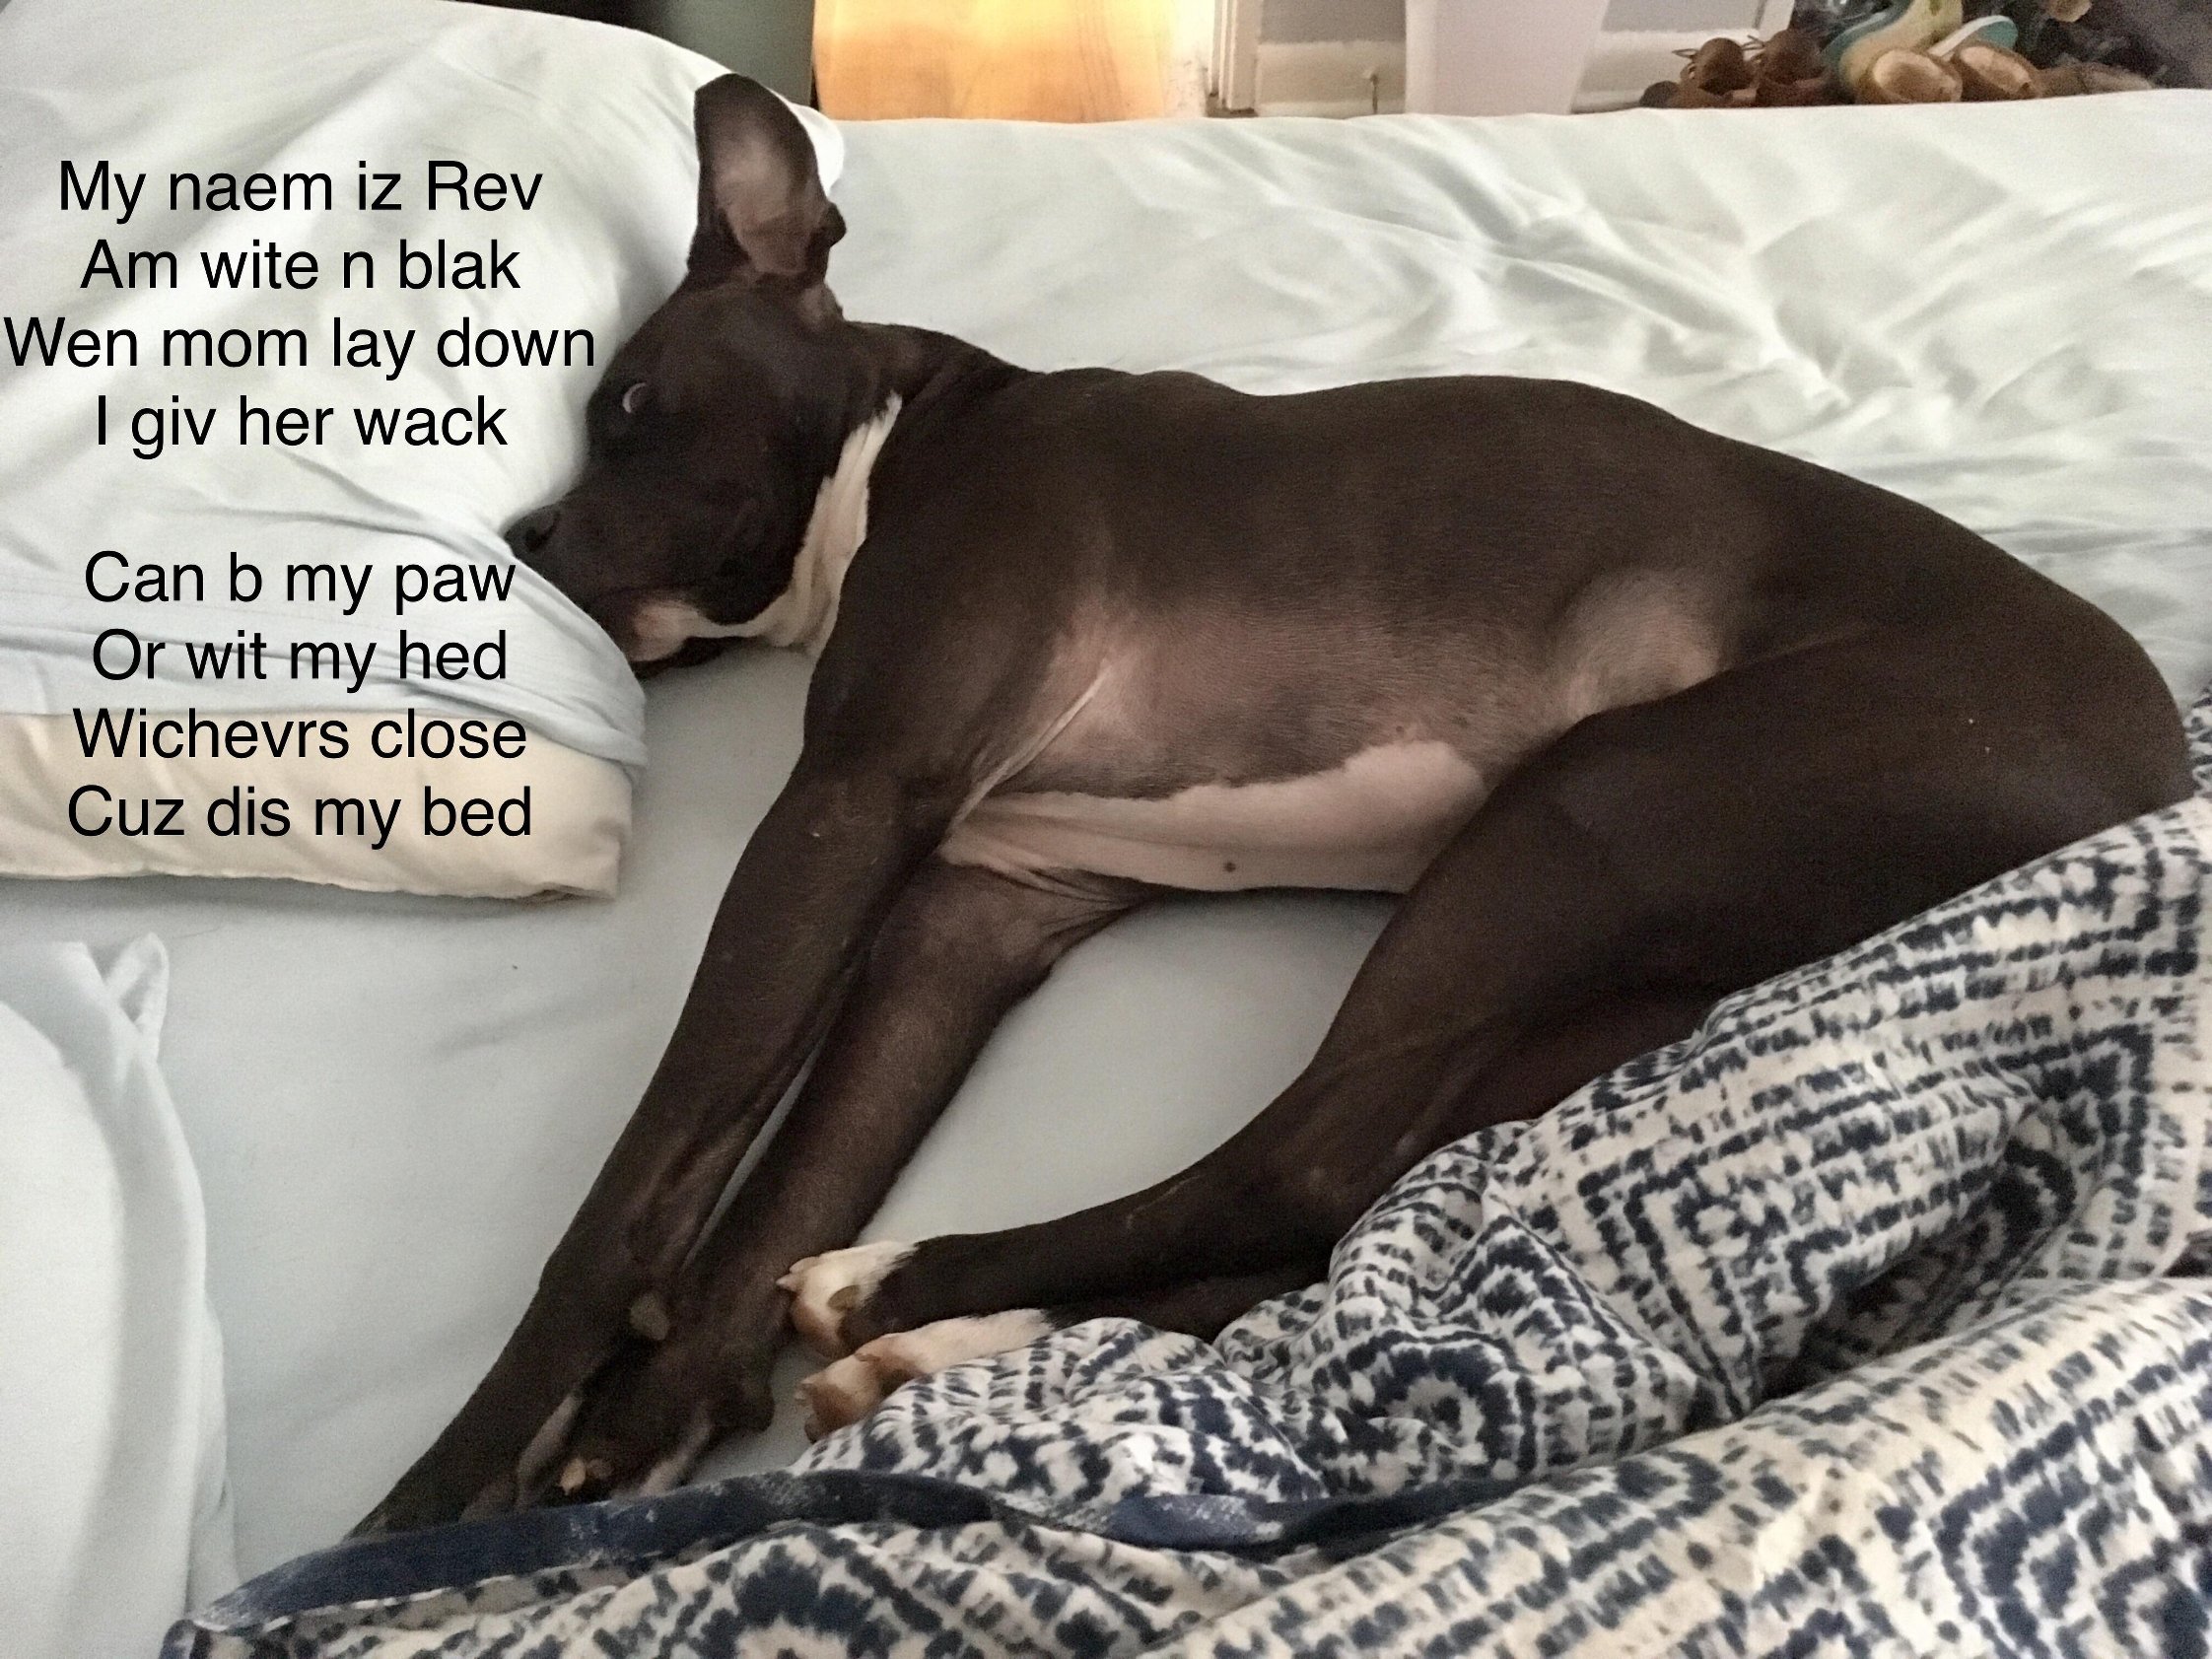 My naem iz Rev
Am wite n blak
Wen mom lay down
I giv her wack
Can b my paw
Or wit my hed
Wichevrs close
Cuz dis my bed